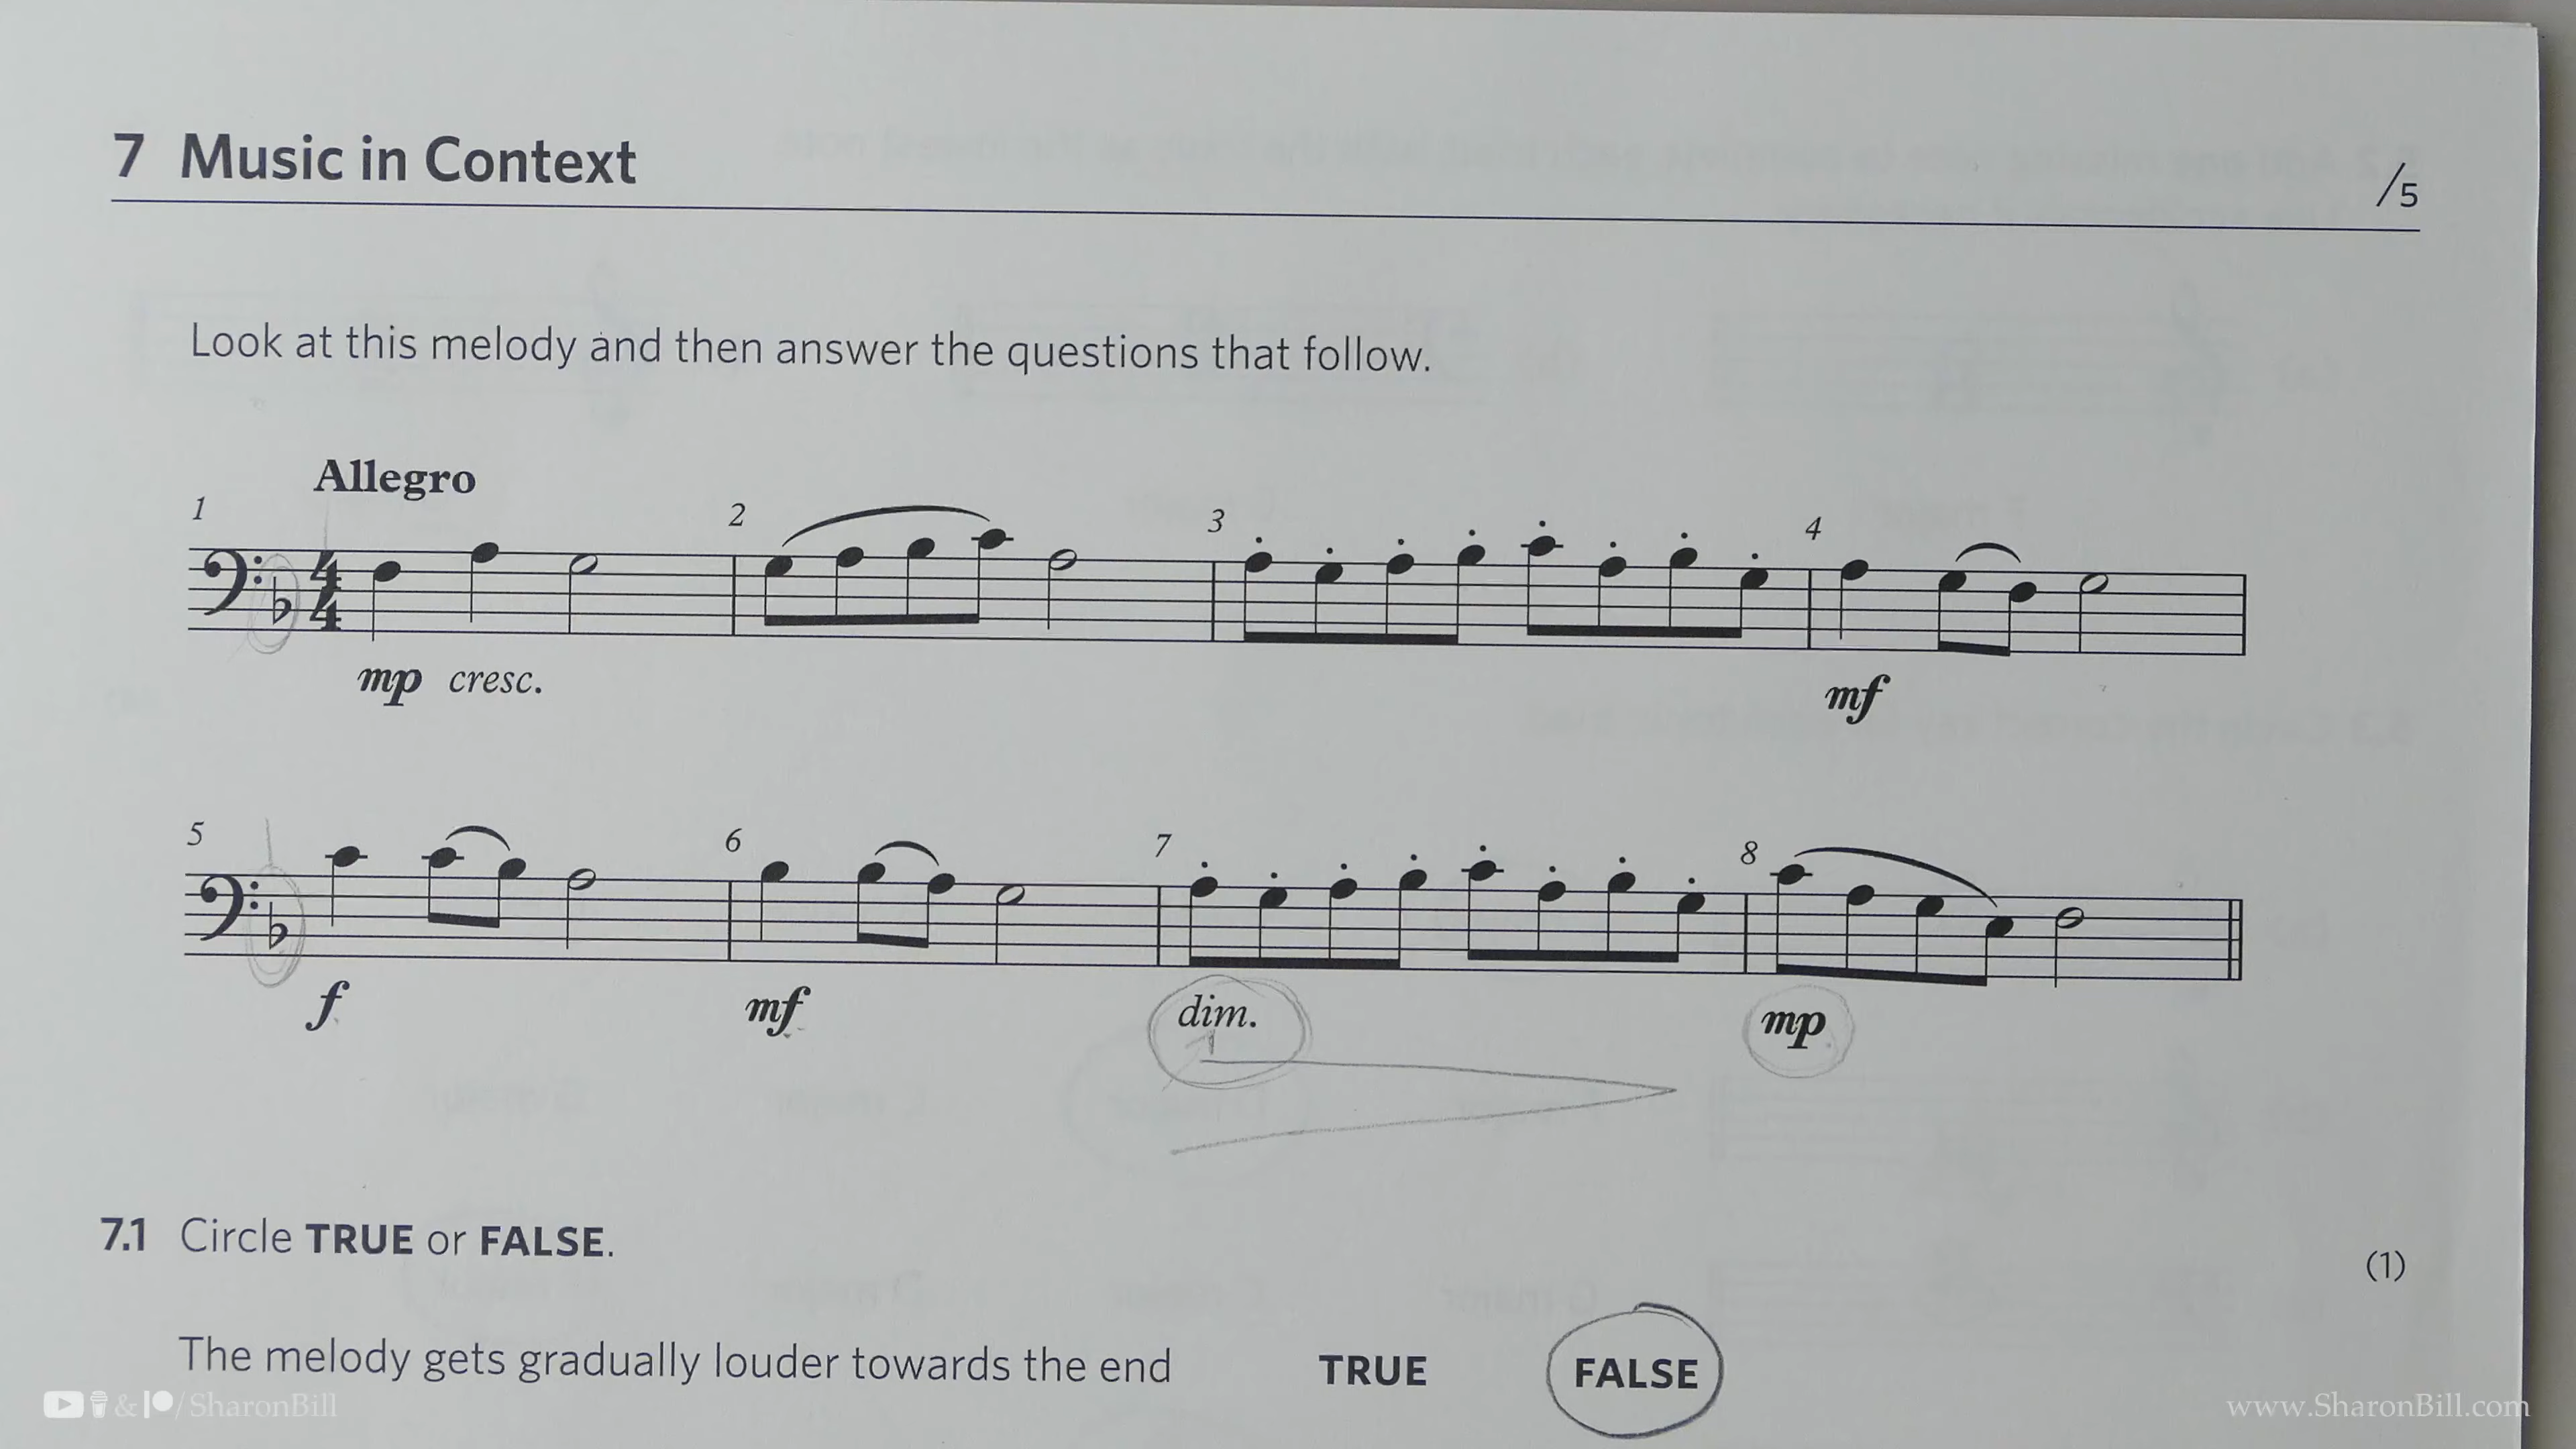 7 Music in Context
/5
Look at this melody and then answer the questions that follow.
Allegro
1 2 3 4
4
4
mp cresc. mf
5 6 7 8
f mf dim. mp
7.1 Circle TRUE or FALSE.
(1)
The melody gets gradually louder towards the end TRUE FALSE
& /SharonBill
www.SharonBill.com